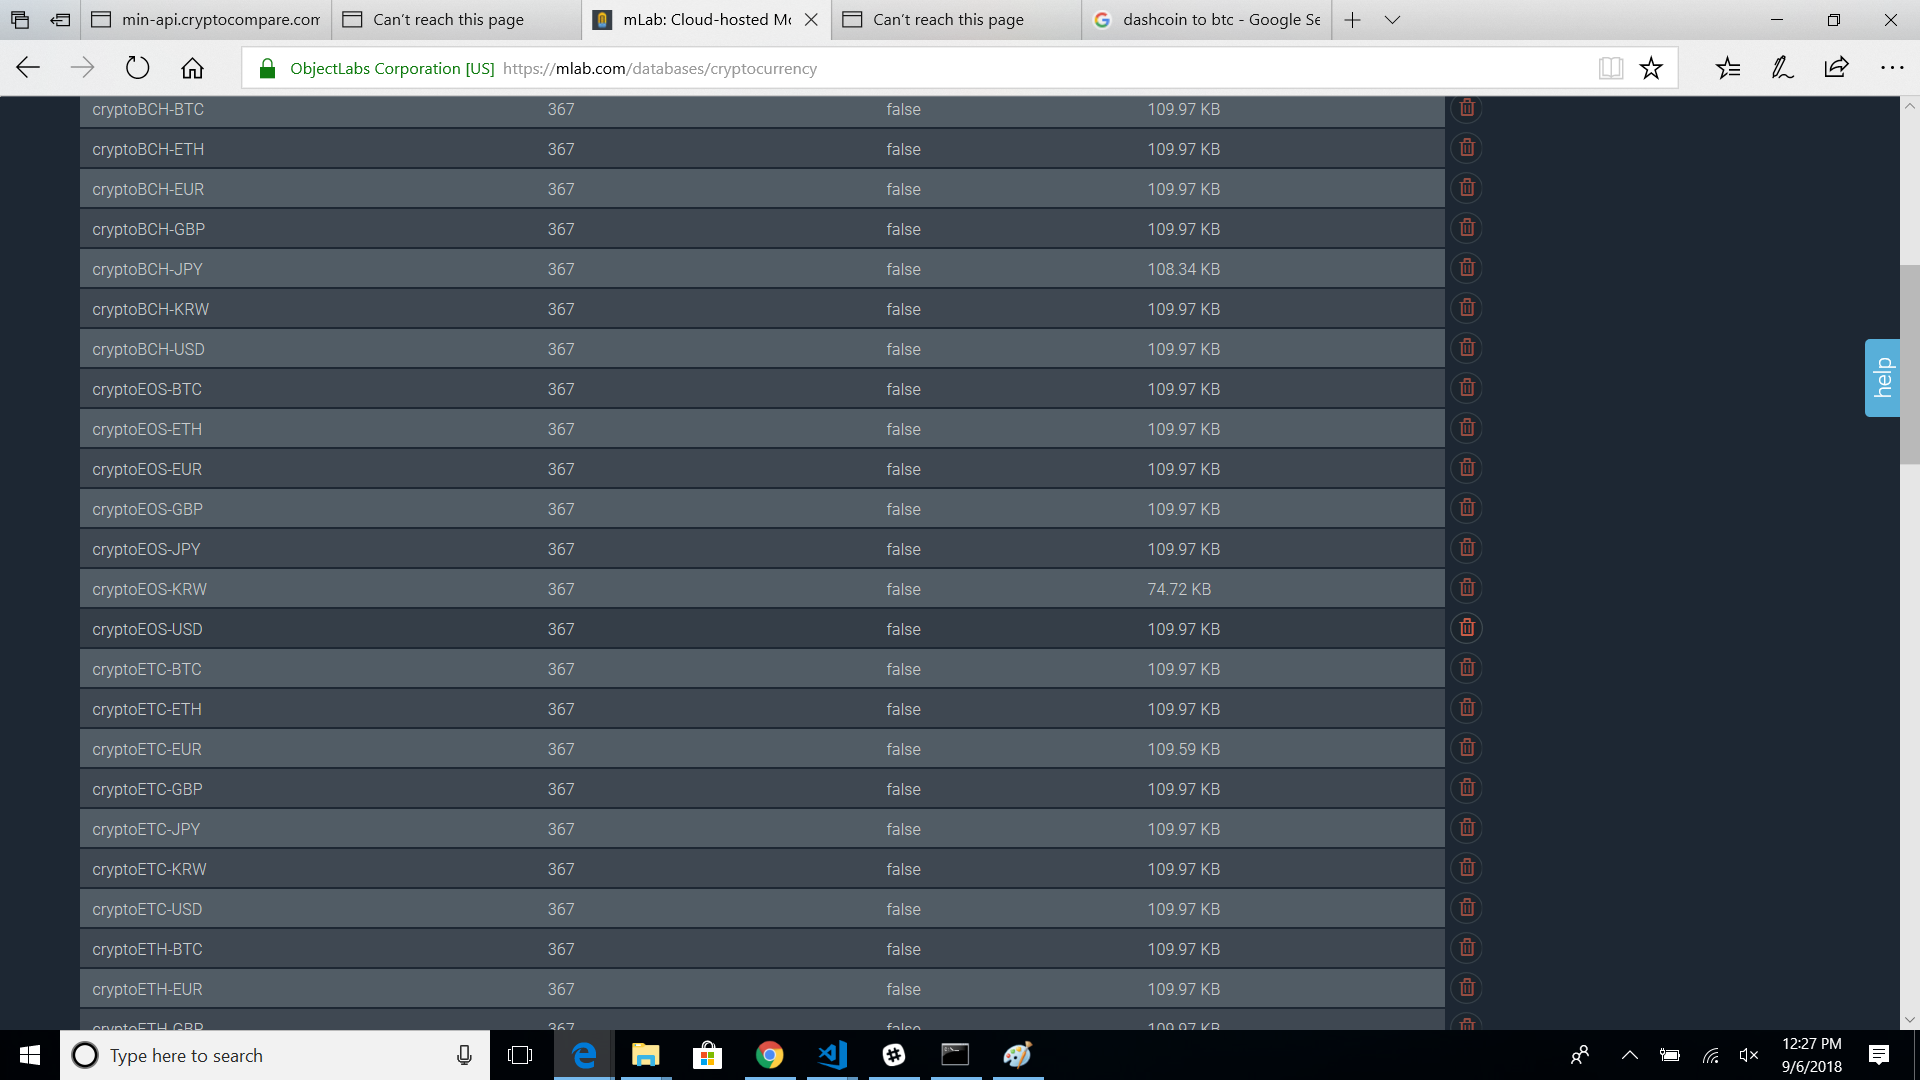 min-api.cryptocompare.com
Can't reach this page
mLab: Cloud-hosted Mo
Can't reach this page
dashcoin to btc - Google Se
ObjectLabs Corporation [US] https://mlab.com/databases/cryptocurrency
cryptoBCH-BTC 367 false 109.97 KB
cryptoBCH-ETH 367 false 109.97 KB
cryptoBCH-EUR 367 false 109.97 KB
cryptoBCH-GBP 367 false 109.97 KB
cryptoBCH-JPY 367 false 108.34 KB
cryptoBCH-KRW 367 false 109.97 KB
cryptoBCH-USD 367 false 109.97 KB
help
cryptoEOS-BTC 367 false 109.97 KB
cryptoEOS-ETH 367 false 109.97 KB
cryptoEOS-EUR 367 false 109.97 KB
cryptoEOS-GBP 367 false 109.97 KB
cryptoEOS-JPY 367 false 109.97 KB
cryptoEOS-KRW 367 false 74.72 KB
cryptoEOS-USD 367 false 109.97 KB
cryptoETC-BTC 367 false 109.97 KB
cryptoETC-ETH 367 false 109.97 KB
cryptoETC-EUR 367 false 109.59 KB
cryptoETC-GBP 367 false 109.97 KB
cryptoETC-JPY 367 false 109.97 KB
cryptoETC-KRW 367 false 109.97 KB
cryptoETC-USD 367 false 109.97 KB
cryptoETH-BTC 367 false 109.97 KB
cryptoETH-EUR 367 false 109.97 KB
cryptoETH-GBP 367 false 109.97 KB
Type here to search
12:27 PM
9/6/2018